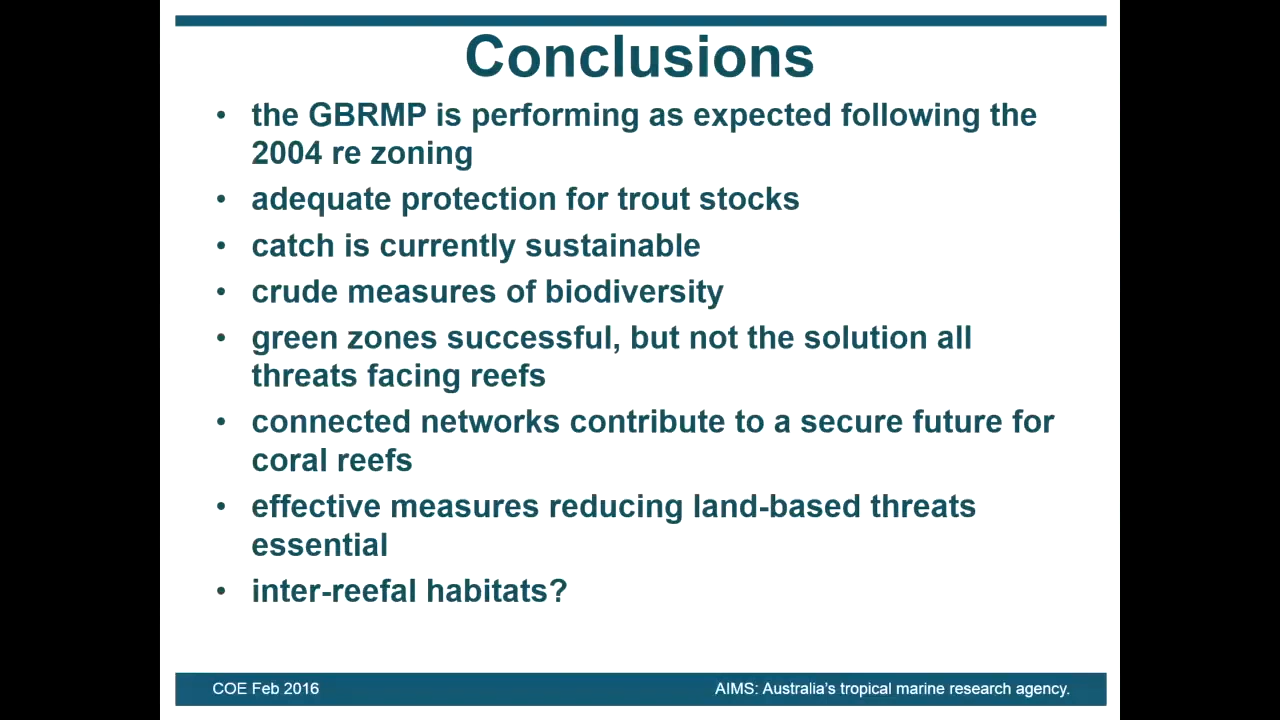 Conclusions
• the GBRMP is performing as expected following the
2004 re zoning
• adequate protection for trout stocks
• catch is currently sustainable
• crude measures of biodiversity
• green zones successful, but not the solution all
threats facing reefs
• connected networks contribute to a secure future for
coral reefs
• effective measures reducing land-based threats
essential
• inter-reefal habitats?
COE Feb 2016
AIMS: Australia's tropical marine research agency.